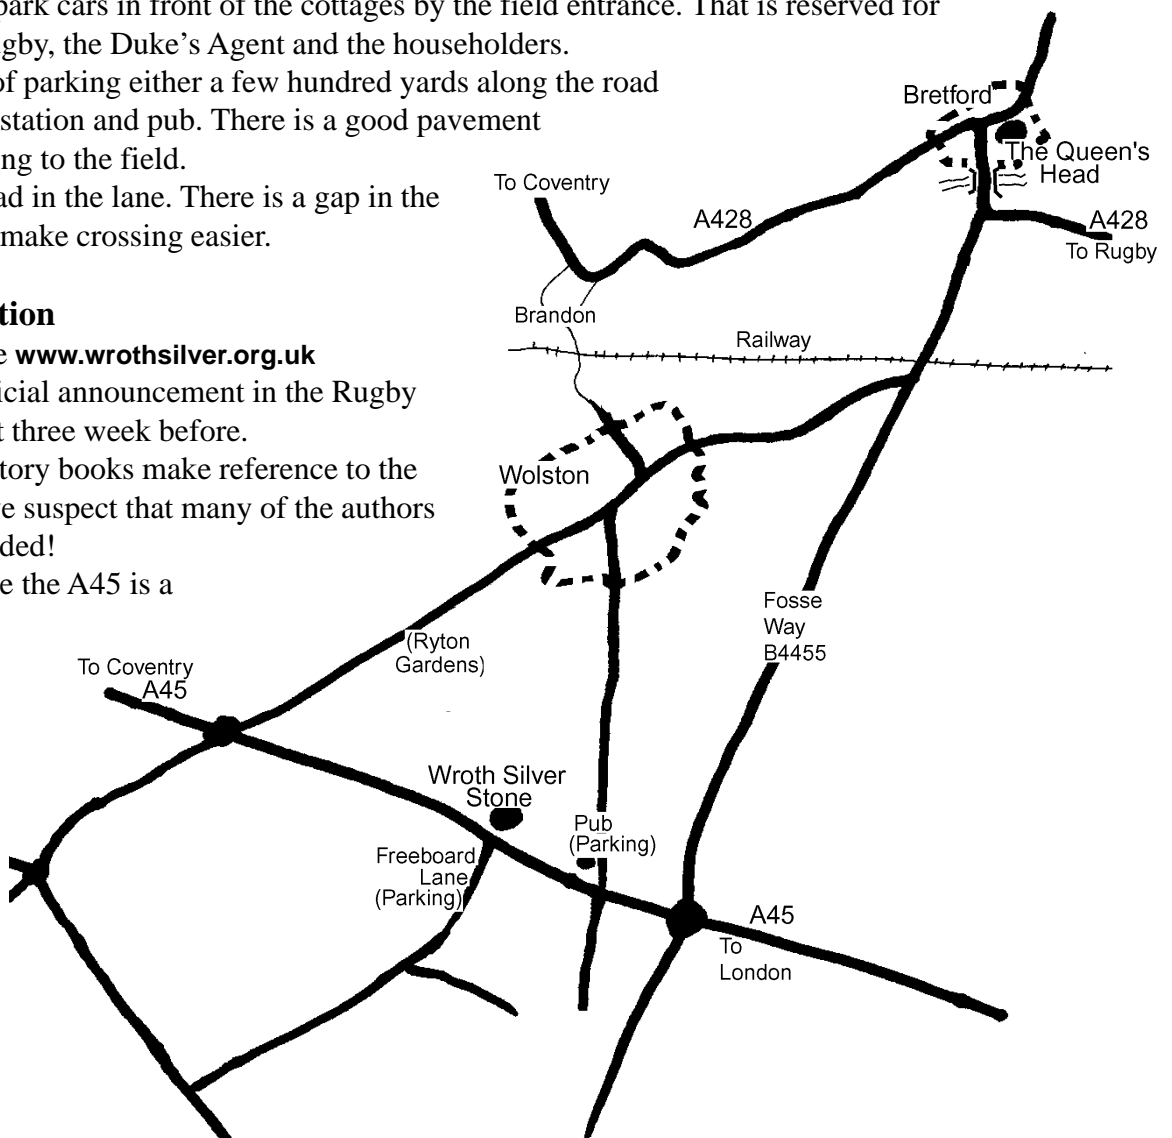 park cars in front of the cottages by the field entrance. That is reserved for
gby, the Duke’s Agent and the householders.
of parking either a few hundred yards along the road
station and pub. There is a good pavement
ng to the field.
ad in the lane. There is a gap in the
make crossing easier.
tion
e www.wrothsilver.org.uk
icial announcement in the Rugby
t three week before.
tory books make reference to the
ve suspect that many of the authors
ded!
e the A45 is a
Bretford
The Queen's
Head
To Coventry
A428
A428
To Rugby
Brandon
Railway
Wolston
Fosse
Way
B4455
(Ryton
Gardens)
To Coventry
A45
Wroth Silver
Stone
Pub
(Parking)
Freeboard
Lane
(Parking)
A45
To
London